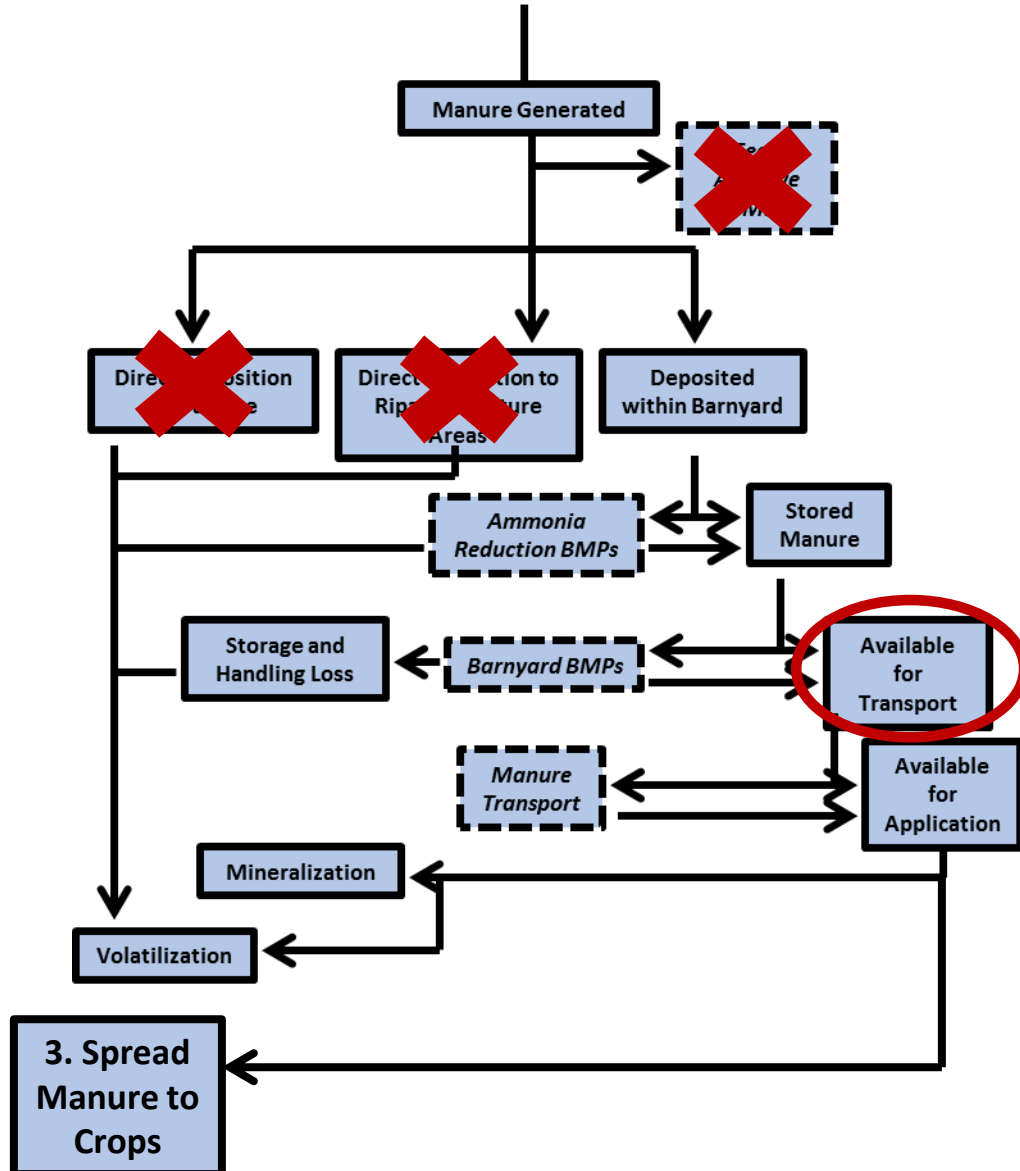 Manure Generated
Deposited
within Barnyard
Areas
Ammonia
Reduction BMPs
Stored
Manure
Storage and
Handling Loss
Barnyard BMPs
Available
for
Transport
Manure
Transport
Available
for
Application
Mineralization
Volatilization
3. Spread
Manure to
Crops